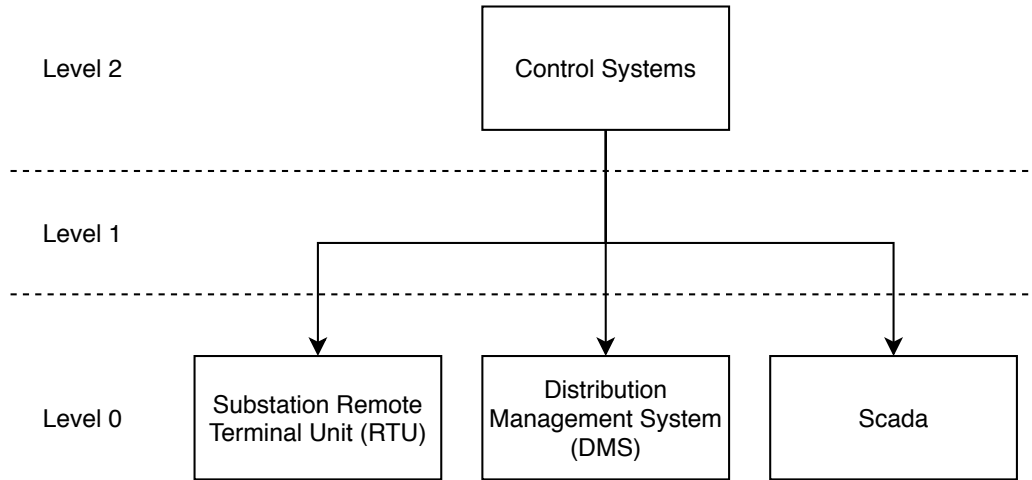 Level 2
Control Systems
Level 1
Level 0
Substation Remote
Terminal Unit (RTU)
Distribution
Management System
(DMS)
Scada